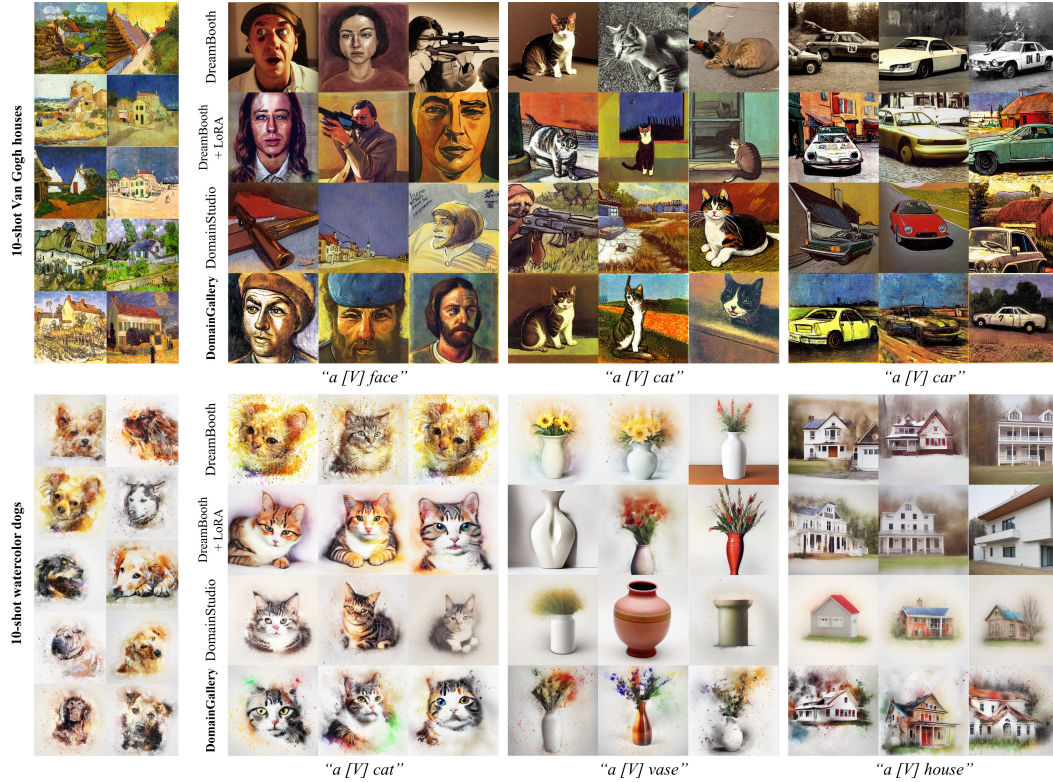 10-shot Van Gogh houses
DreamBooth
DreamBooth
+ LoRA
DomainStudio
DomainGallery
"a [V] face"
"a [V] cat"
"a [V] car"
10-shot watercolor dogs
DreamBooth
DreamBooth
+ LoRA
DomainStudio
DomainGallery
"a [V] cat"
"a [V] vase"
"a [V] house"